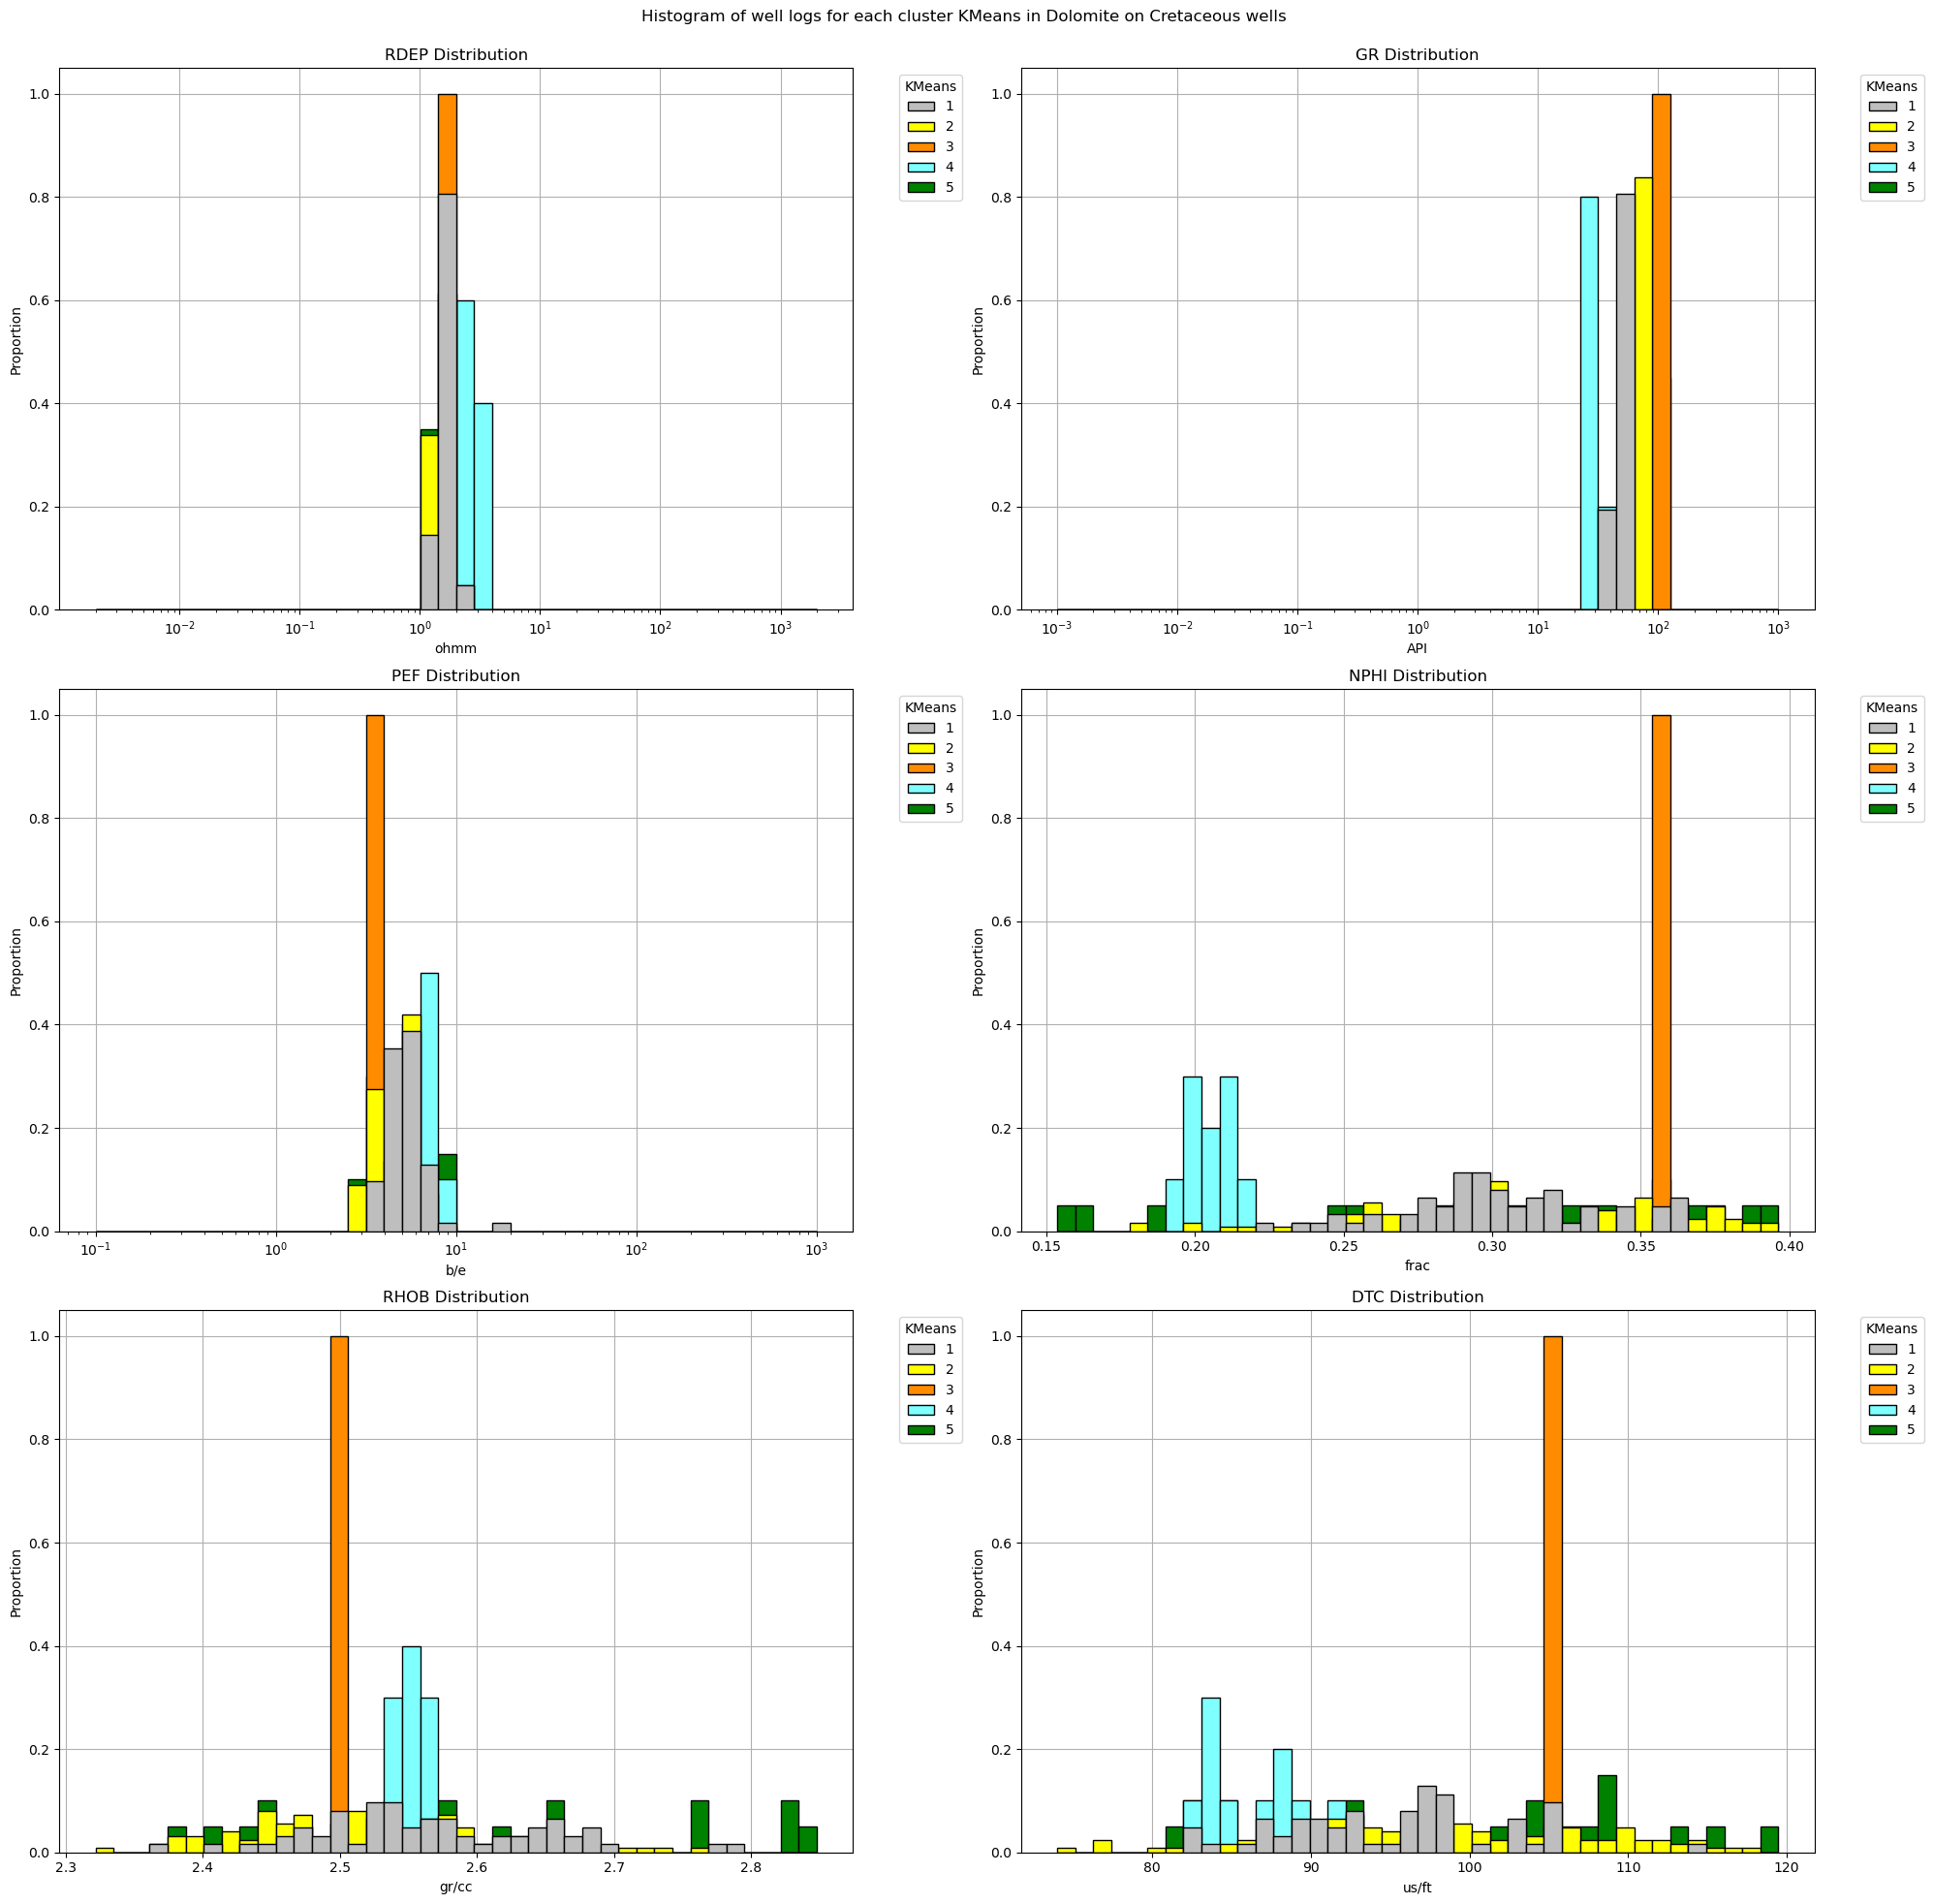 Histogram of well logs for each cluster KMeans in Dolomite on Cretaceous wells
RDEP Distribution
Proportion
1.0
0.8
0.6
0.4
0.2
0.0
10⁻² 10⁻¹ 10⁰ 10¹ 10² 10³
ohmm
KMeans
1
2
3
4
5
GR Distribution
Proportion
1.0
0.8
0.6
0.4
0.2
0.0
10⁻³ 10⁻² 10⁻¹ 10⁰ 10¹ 10² 10³
API
KMeans
1
2
3
4
5
PEF Distribution
Proportion
1.0
0.8
0.6
0.4
0.2
0.0
10⁻¹ 10⁰ 10¹ 10² 10³
b/e
KMeans
1
2
3
4
5
NPHI Distribution
Proportion
1.0
0.8
0.6
0.4
0.2
0.0
0.15 0.20 0.25 0.30 0.35 0.40
frac
KMeans
1
2
3
4
5
RHOB Distribution
Proportion
1.0
0.8
0.6
0.4
0.2
0.0
2.3 2.4 2.5 2.6 2.7 2.8
gr/cc
KMeans
1
2
3
4
5
DTC Distribution
Proportion
1.0
0.8
0.6
0.4
0.2
0.0
80 90 100 110 120
us/ft
KMeans
1
2
3
4
5